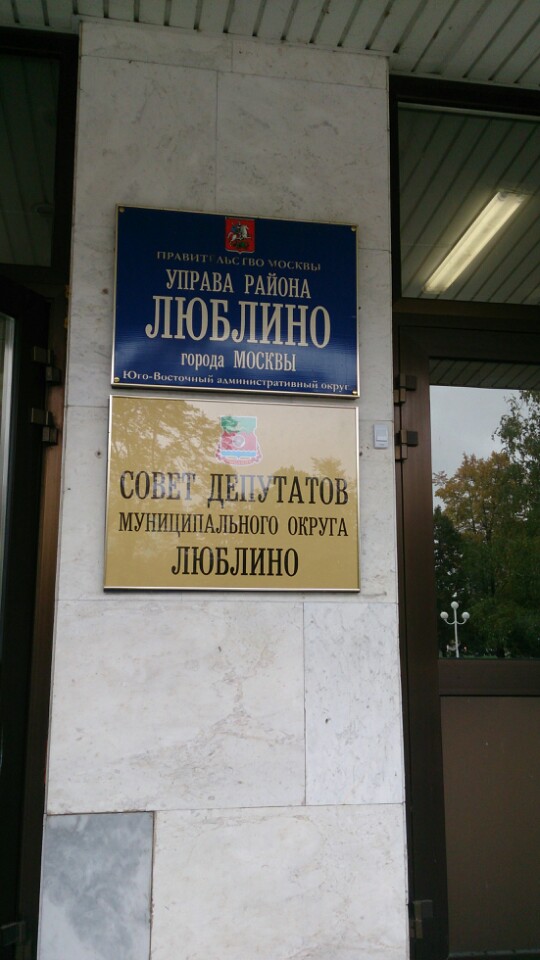 ПРАВИТЕЛЬСТВО МОСКВЫ
УПРАВА РАЙОНА
ЛЮБЛИНО
города МОСКВЫ
Юго-Восточный административный округ
СОВЕТ ДЕПУТАТОВ
МУНИЦИПАЛЬНОГО ОКРУГА
ЛЮБЛИНО